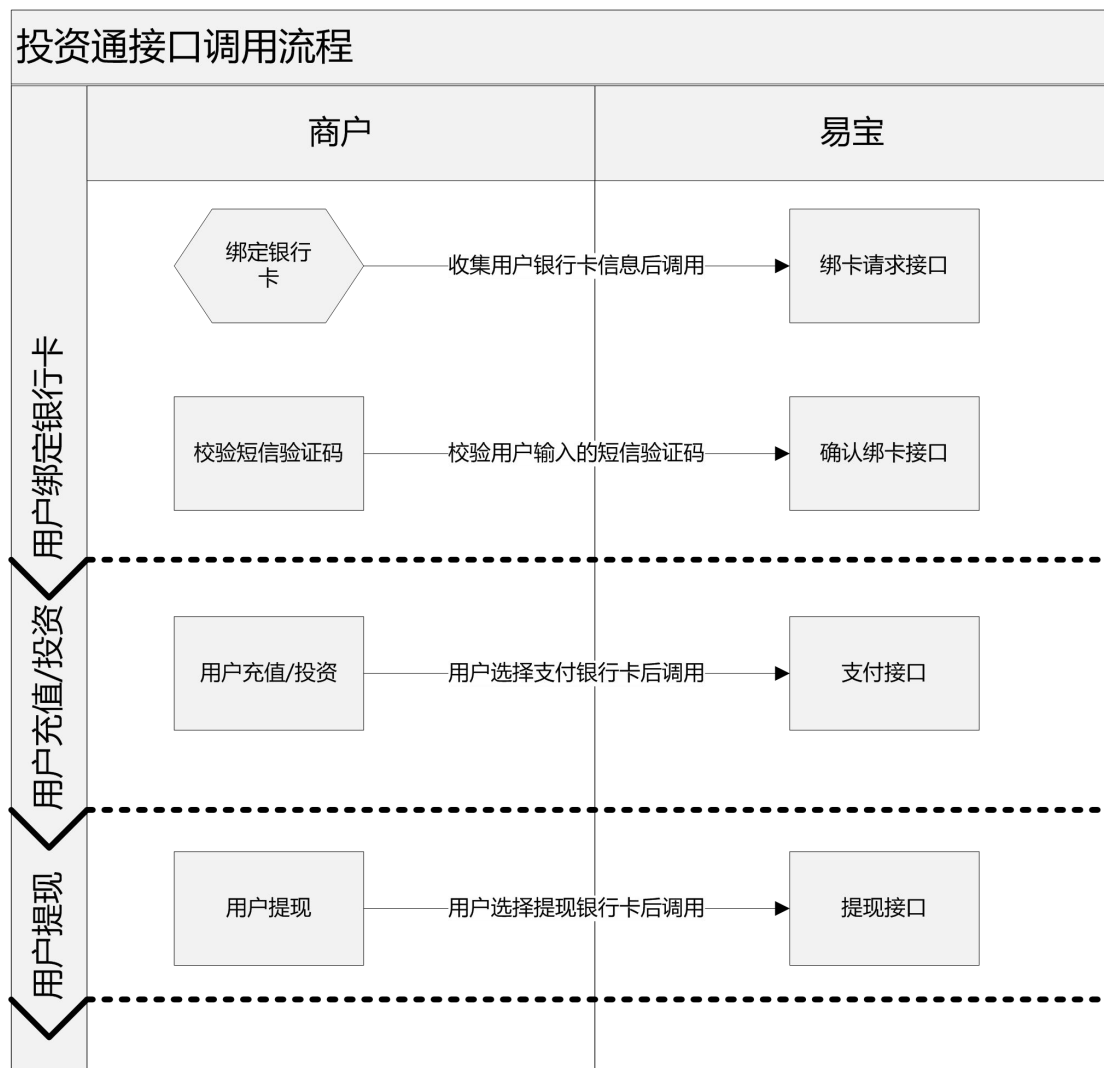 投资通接口调用流程
商户
易宝
用户绑定银行卡
绑定银行
卡
收集用户银行卡信息后调用
绑卡请求接口
校验短信验证码
校验用户输入的短信验证码
确认绑卡接口
用户充值/投资
用户充值/投资
用户选择支付银行卡后调用
支付接口
用户提现
用户提现
用户选择提现银行卡后调用
提现接口